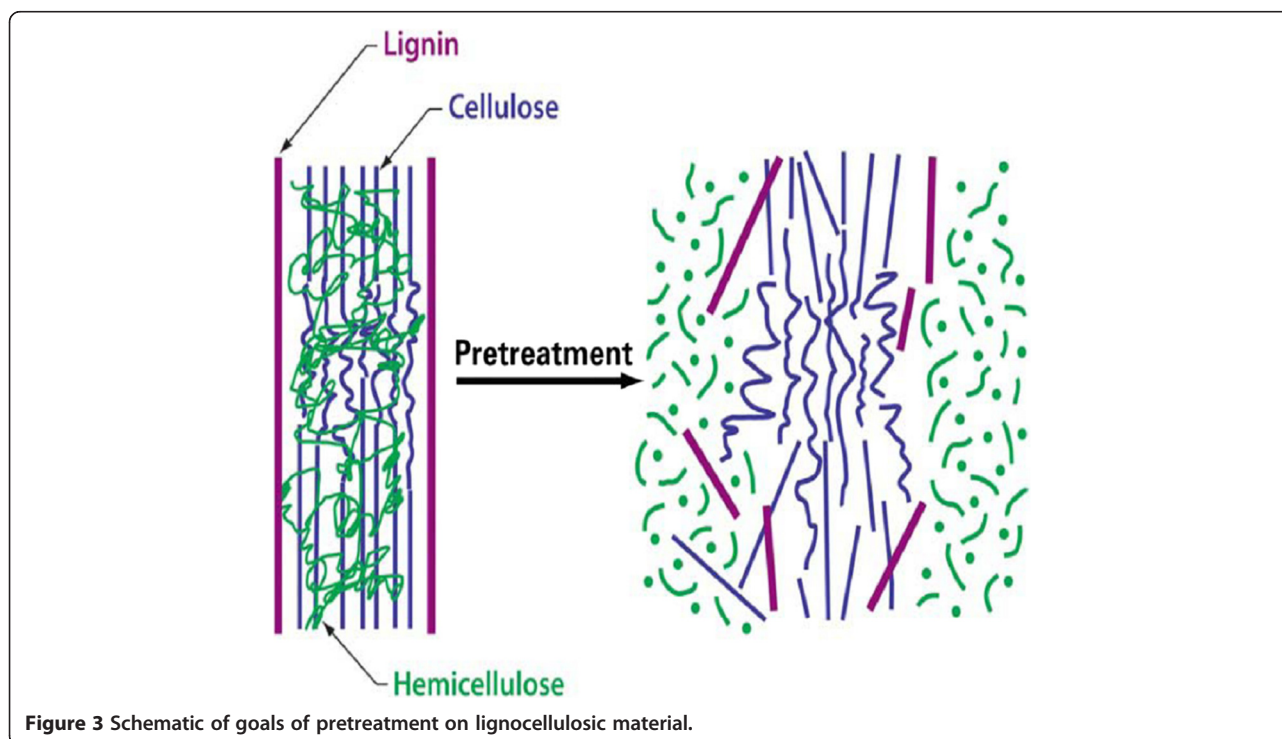 Lignin
Cellulose
Pretreatment
Hemicellulose
Figure 3 Schematic of goals of pretreatment on lignocellulosic material.